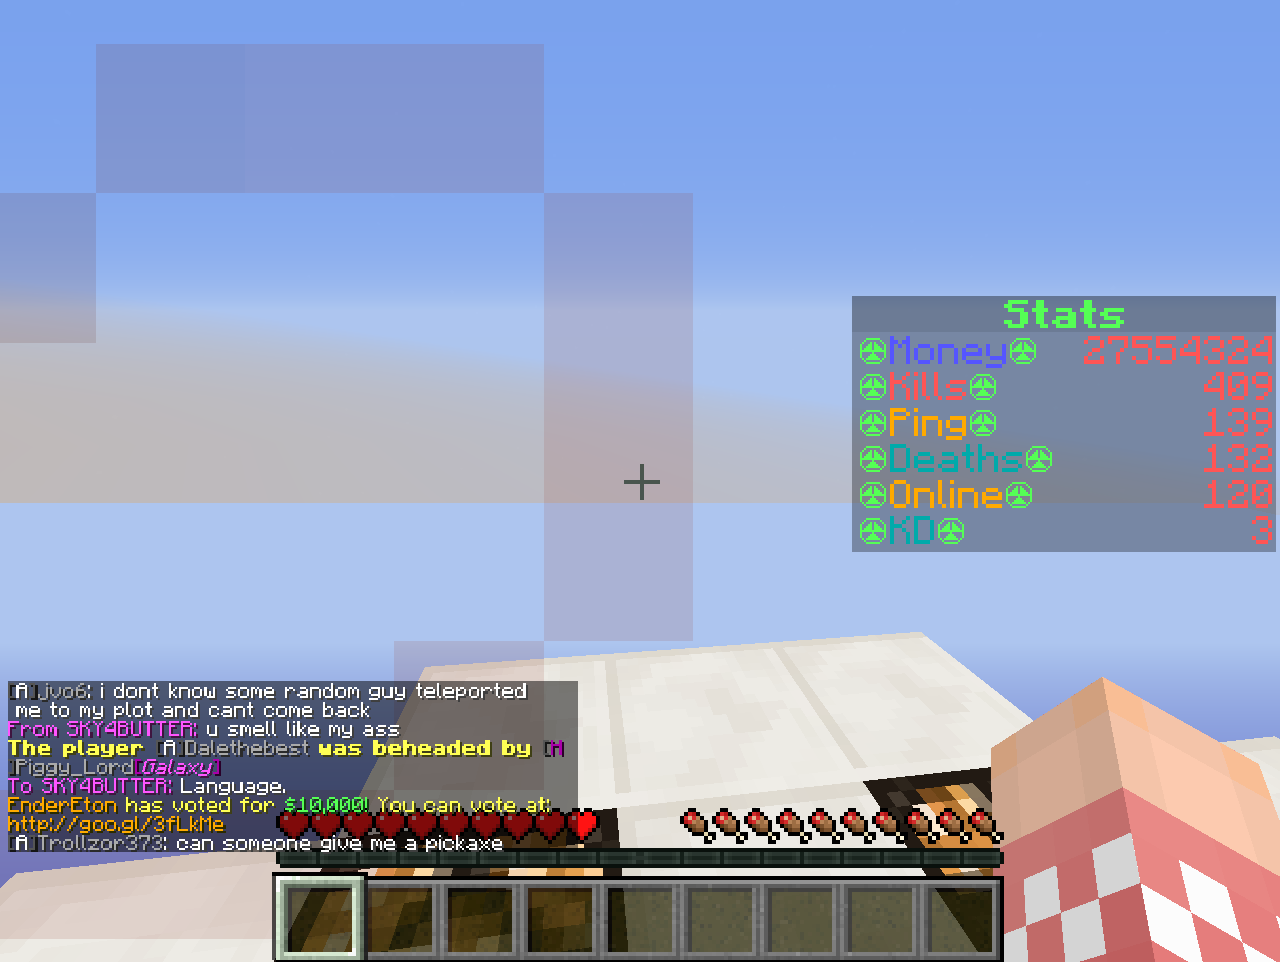 Stats
Money 27554324
Kills 409
Ping 139
Deaths 132
Online 120
KD 3
[A]jvo6: i dont know some random guy teleported
me to my plot and cant come back
From SKY4BUTTER: u smell like my ass
The player [A]Dalethebest was beheaded by [M
]Piggy_Lord[Galaxy]
To SKY4BUTTER: Language.
EnderEton has voted for $10,000! You can vote at:
http://goo.gl/3fLkMe
[A]Trollzor373: can someone give me a pickaxe